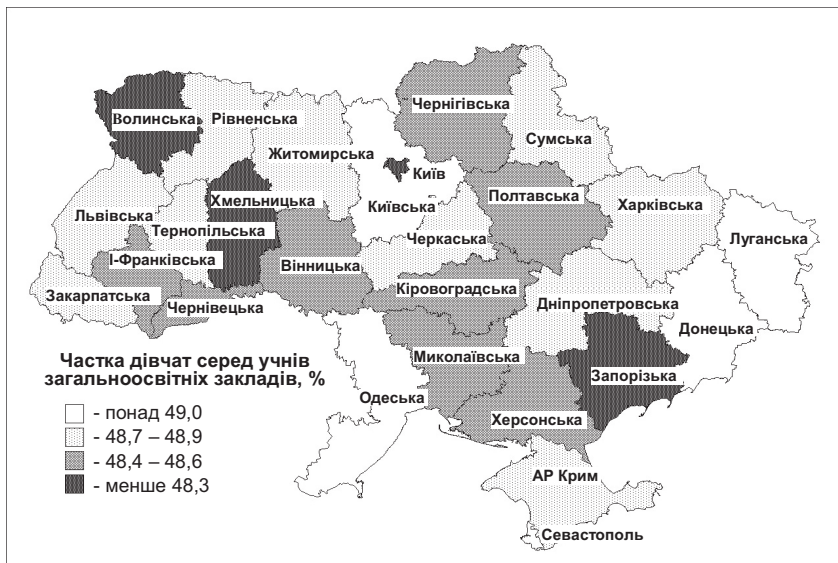 Волинська
Рівненська
Чернігівська
Сумська
Житомирська
Київ
Хмельницька
Полтавська
Львівська
Київська
Харківська
Тернопільська
Черкаська
Луганська
І-Франківська
Вінницька
Закарпатська
Кіровоградська
Чернівецька
Дніпропетровська
Донецька
Миколаївська
Запорізька
Одеська
Херсонська
АР Крим
Севастополь
Частка дівчат серед учнів
загальноосвітніх закладів, %
- понад 49,0
- 48,7 – 48,9
- 48,4 – 48,6
- менше 48,3